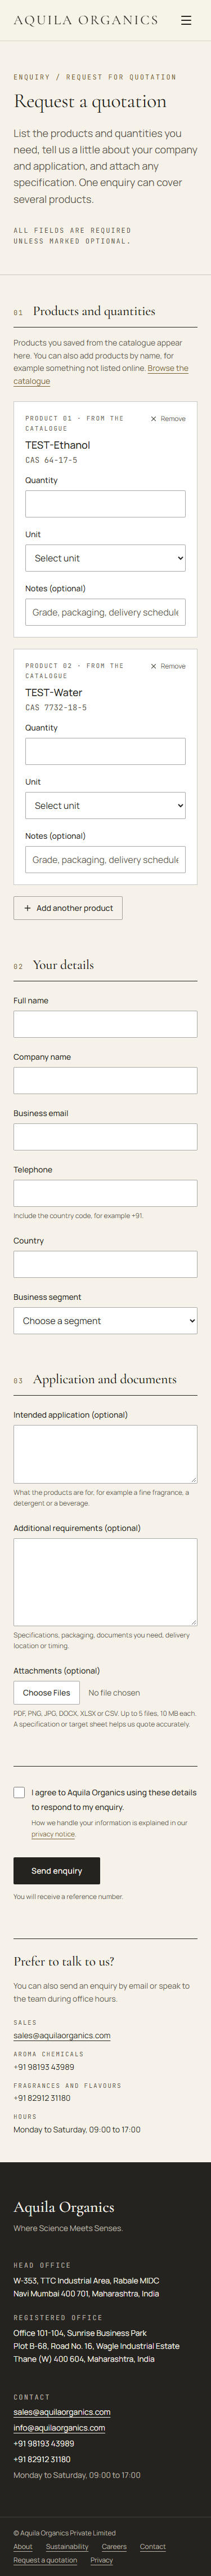 AQUILA ORGANICS
ENQUIRY / REQUEST FOR QUOTATION
Request a quotation
List the products and quantities you
need, tell us a little about your company
and application, and attach any
specification. One enquiry can cover
several products.
ALL FIELDS ARE REQUIRED
UNLESS MARKED OPTIONAL.
01 Products and quantities
Products you saved from the catalogue appear
here. You can also add products by name, for
example something not listed online. Browse the
catalogue
PRODUCT 01 · FROM THE
CATALOGUE
Remove
TEST-Ethanol
CAS 64-17-5
Quantity
Unit
Select unit
Notes (optional)
Grade, packaging, delivery schedule
PRODUCT 02 · FROM THE
CATALOGUE
Remove
TEST-Water
CAS 7732-18-5
Quantity
Unit
Select unit
Notes (optional)
Grade, packaging, delivery schedule
Add another product
02 Your details
Full name
Company name
Business email
Telephone
Include the country code, for example +91.
Country
Business segment
Choose a segment
03 Application and documents
Intended application (optional)
What the products are for, for example a fine fragrance, a
detergent or a beverage.
Additional requirements (optional)
Specifications, packaging, documents you need, delivery
location or timing.
Attachments (optional)
Choose Files No file chosen
PDF, PNG, JPG, DOCX, XLSX or CSV. Up to 5 files, 10 MB each.
A specification or target sheet helps us quote accurately.
I agree to Aquila Organics using these details
to respond to my enquiry.
How we handle your information is explained in our
privacy notice.
Send enquiry
You will receive a reference number.
Prefer to talk to us?
You can also send an enquiry by email or speak to
the team during office hours.
SALES
sales@aquilaorganics.com
AROMA CHEMICALS
+91 98193 43989
FRAGRANCES AND FLAVOURS
+91 82912 31180
HOURS
Monday to Saturday, 09:00 to 17:00
Aquila Organics
Where Science Meets Senses.
HEAD OFFICE
W-353, TTC Industrial Area, Rabale MIDC
Navi Mumbai 400 701, Maharashtra, India
REGISTERED OFFICE
Office 101-104, Sunrise Business Park
Plot B-68, Road No. 16, Wagle Industrial Estate
Thane (W) 400 604, Maharashtra, India
CONTACT
sales@aquilaorganics.com
info@aquilaorganics.com
+91 98193 43989
+91 82912 31180
Monday to Saturday, 09:00 to 17:00
© Aquila Organics Private Limited
About Sustainability Careers Contact
Request a quotation Privacy